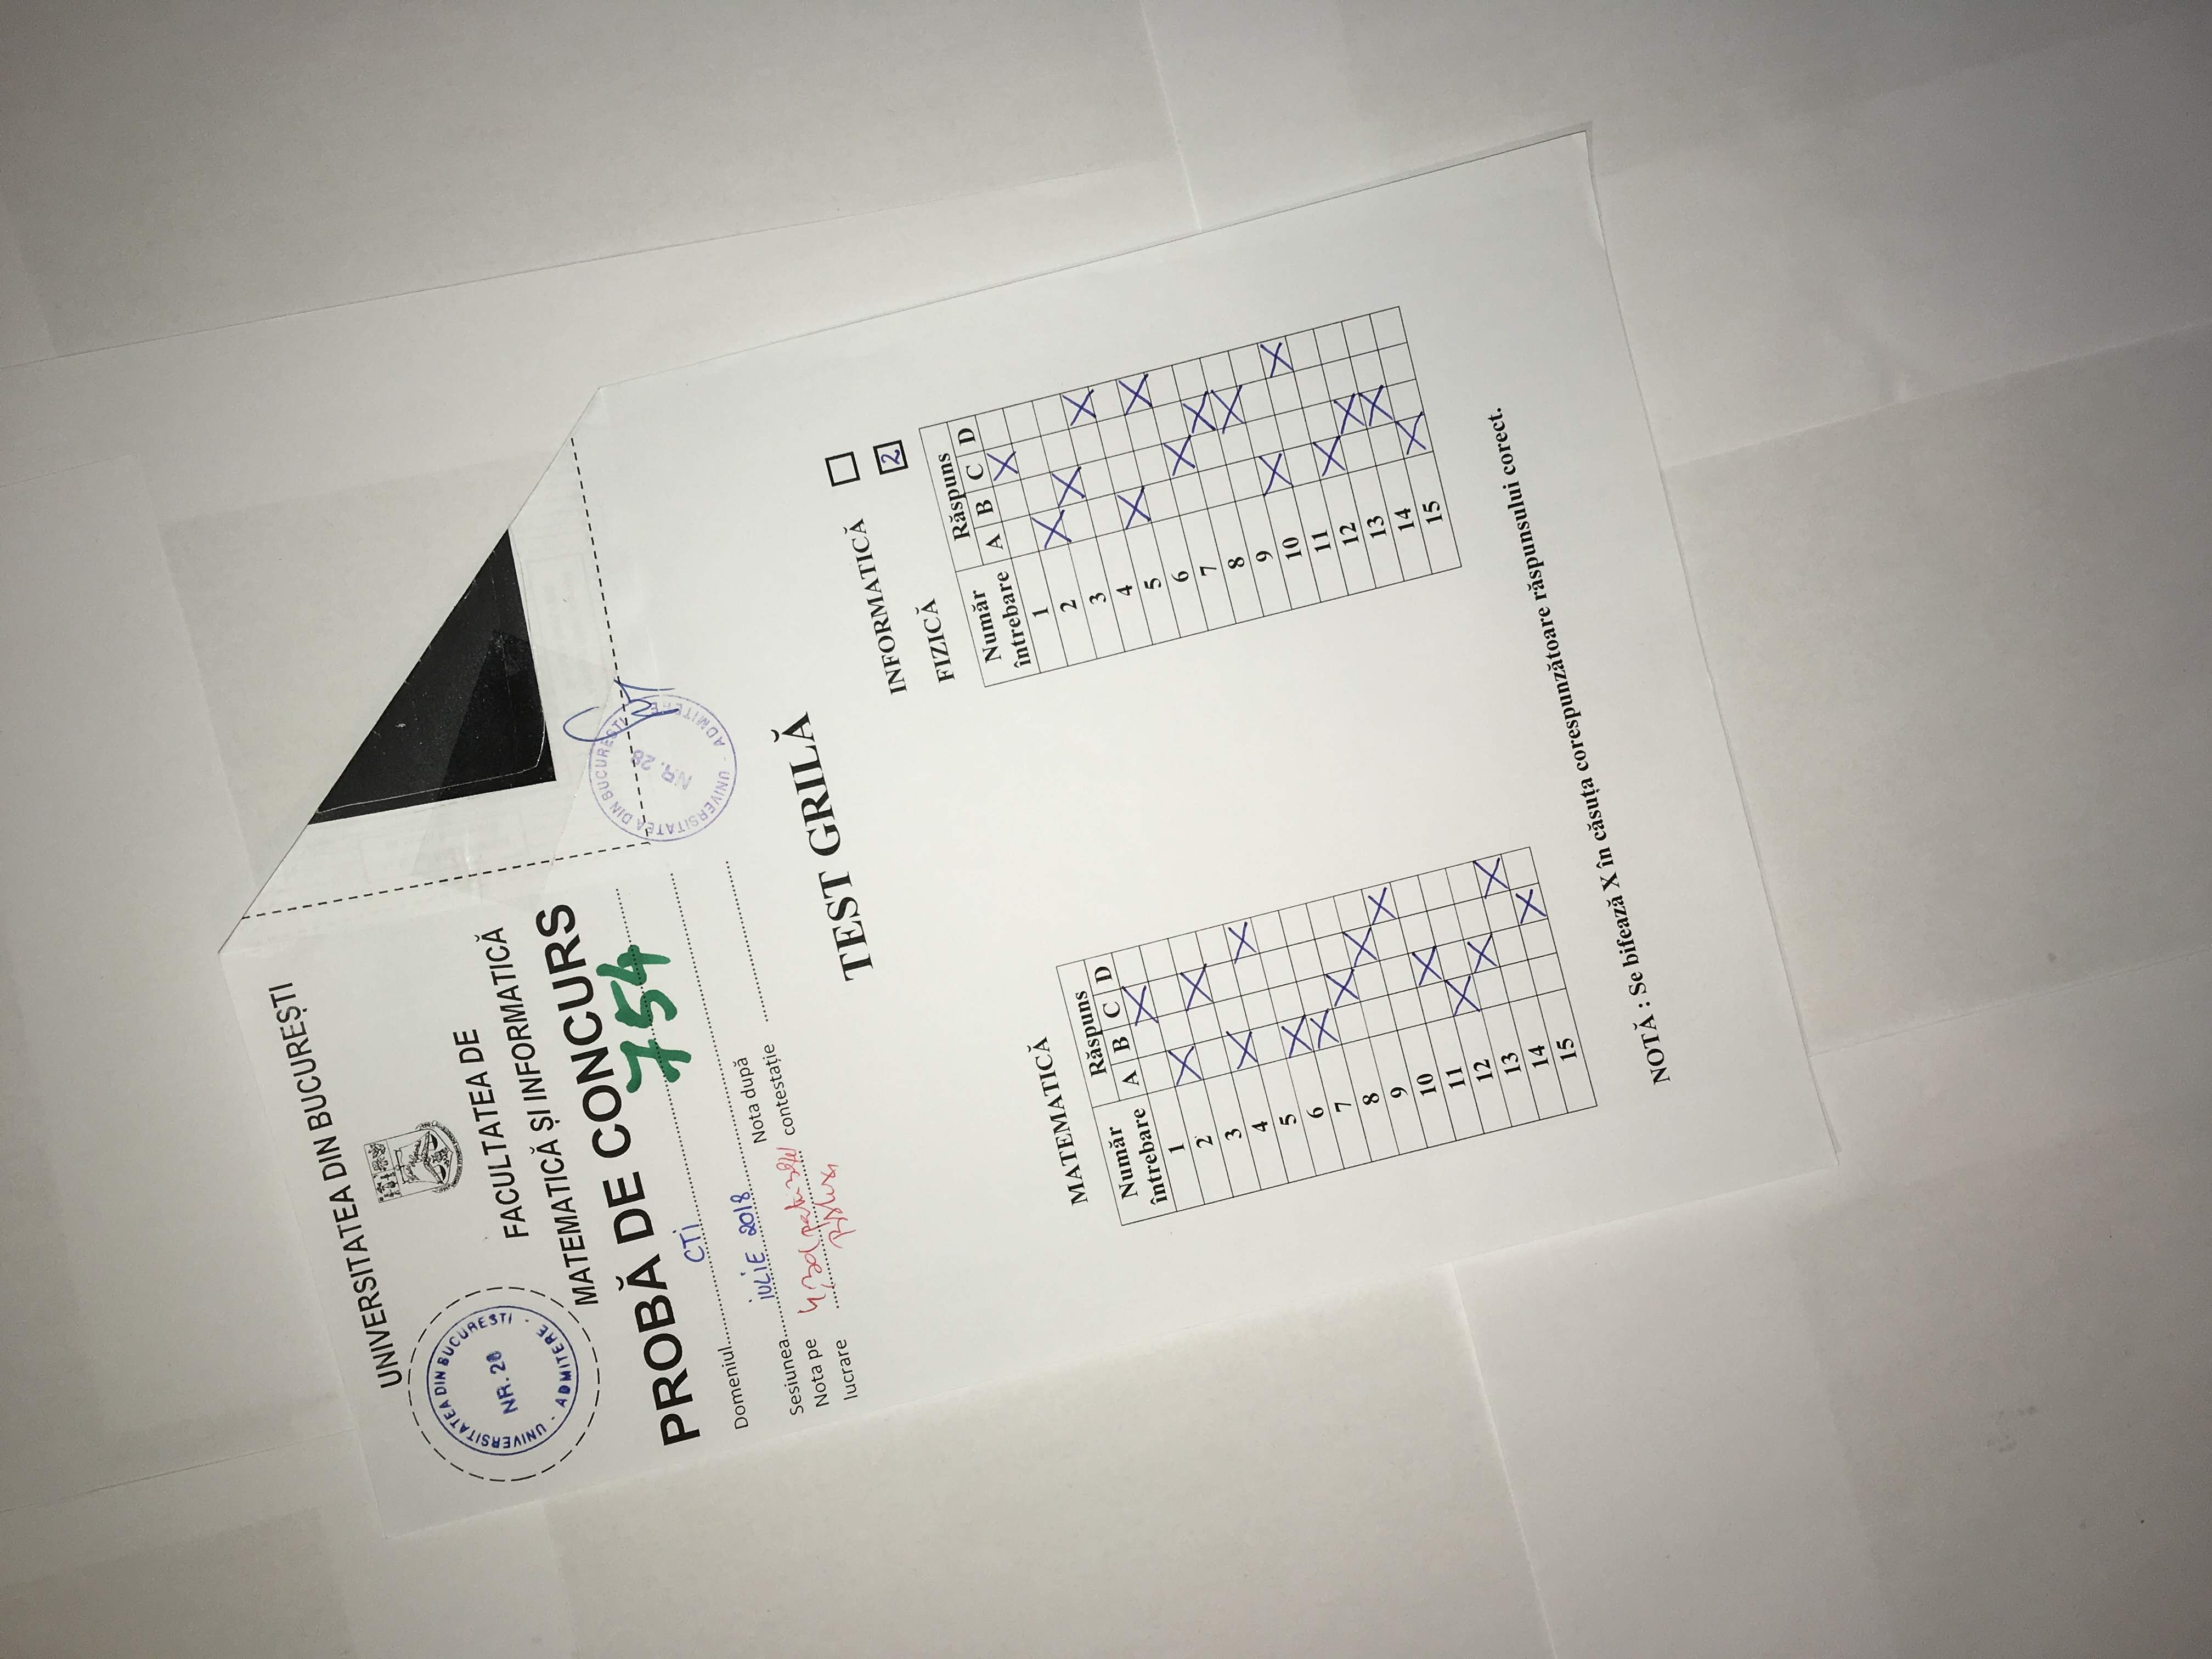 UNIVERSITATEA DIN BUCUREȘTI
UNIVERSITATEA DIN BUCURESTI - ADMITERE -
NR. 28
FACULTATEA DE
MATEMATICĂ ȘI INFORMATICĂ
PROBĂ DE CONCURS
754
Domeniul CTi
Sesiunea iULiE 2018
Nota pe lucrare 4,30 (patru 30%)
Nota după contestație
UNIVERSITATEA DIN BUCURESTI - ADMITERE
NR. 28
TEST GRILĂ
INFORMATICĂ
FIZICĂ 2
MATEMATICĂ
Număr întrebare Răspuns
A B C D
1 X
2 X
3 X
4 X
5 X
6 X
7 X
8 X
9 X
10 X
11 X
12 X
13 X
14 X
15 X
Număr întrebare Răspuns
A B C D
1 X
2 X
3 X
4 X
5 X
6 X
7 X
8 X
9 X
10 X
11 X
12 X
13 X
14 X
15 X
NOTĂ : Se bifează X în căsuța corespunzătoare răspunsului corect.